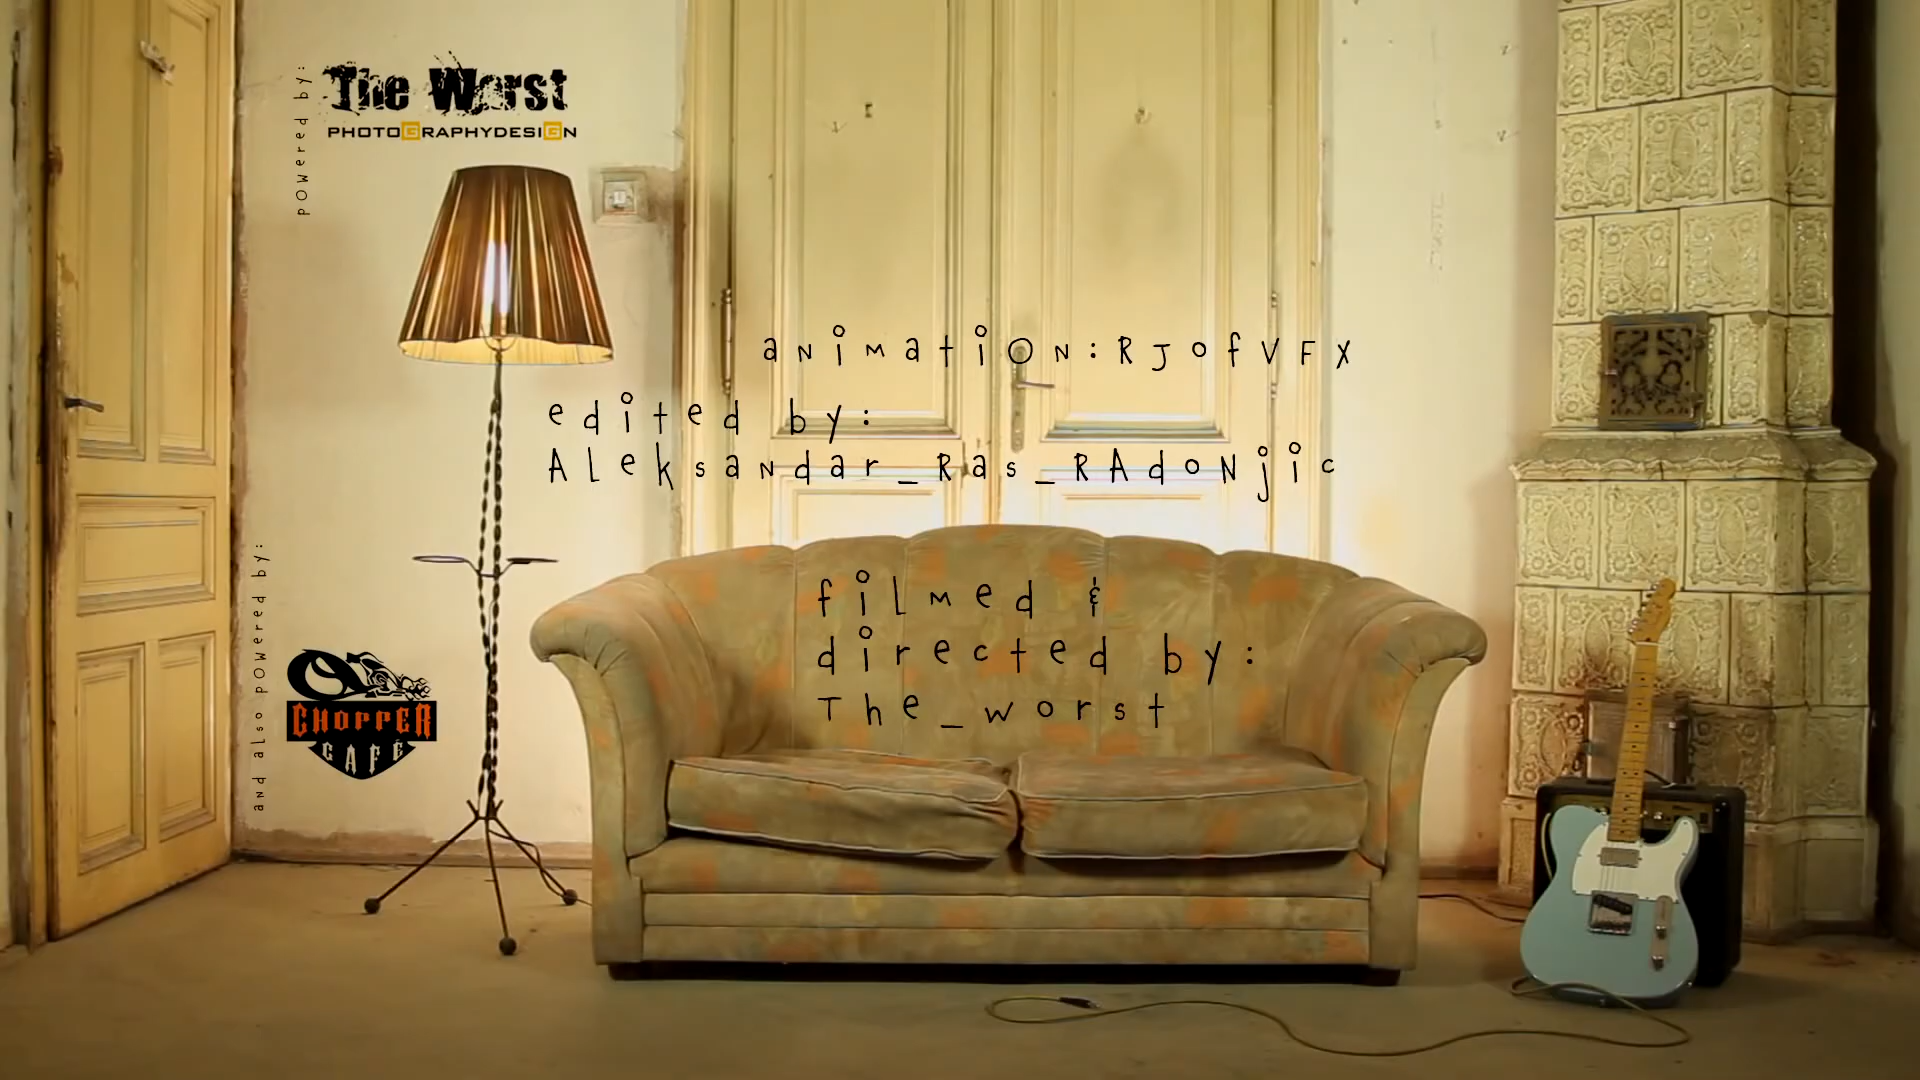 powered by:
The Worst
PHOTOGRAPHYDESIGN
aNimatioN:RJofVFX
edited by:
ALeksaNdar_Ras_RAdoNjic
filmed &
directed by:
The_worst
aNd also powered by:
CHOPPER
CAFE